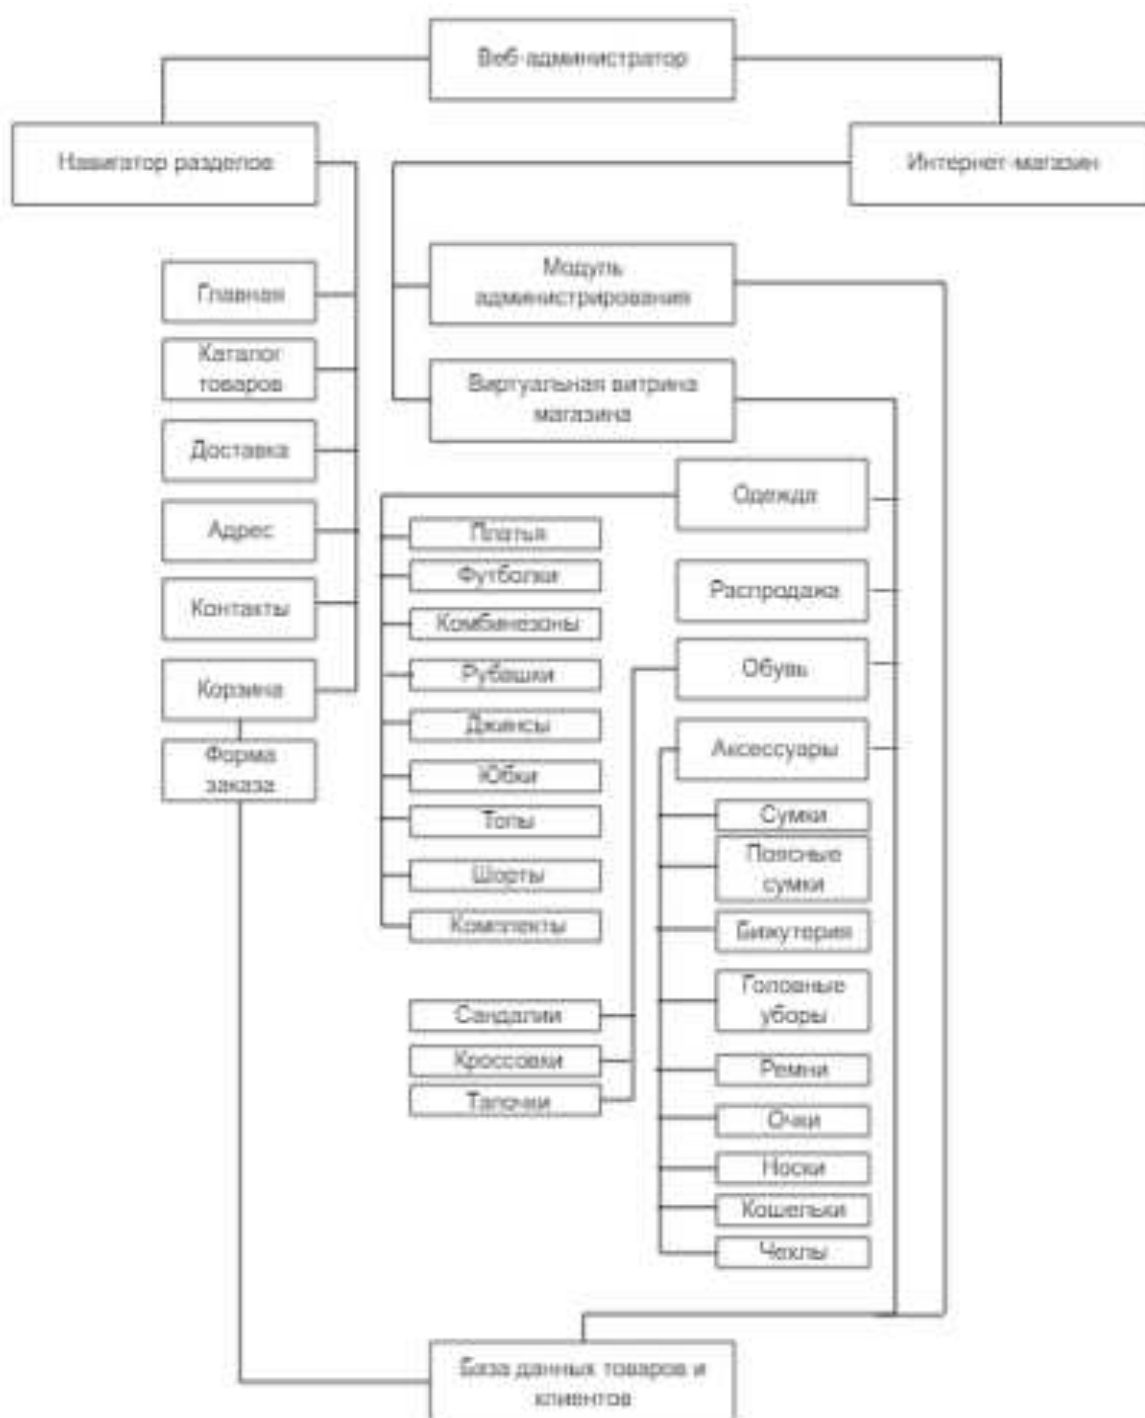 Веб-администратор
Навигатор разделов
Интернет-магазин
Главная
Каталог
товаров
Доставка
Адрес
Контакты
Корзина
Форма
заказа
Модуль
администрирования
Виртуальная витрина
магазина
Одежда
Платья
Футболки
Комбинезоны
Рубашки
Джинсы
Юбки
Топы
Шорты
Комплекты
Распродажа
Обувь
Сандалии
Кроссовки
Тапочки
Аксессуары
Сумки
Поясные
сумки
Бижутерия
Головные
уборы
Ремни
Очки
Носки
Кошельки
Чехлы
База данных товаров и
клиентов